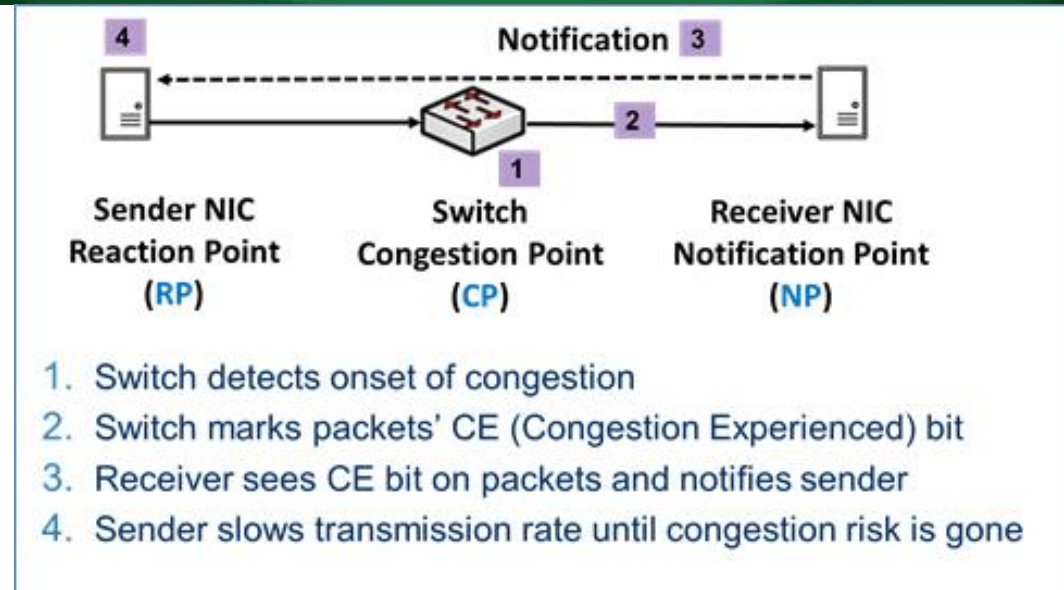 4
Notification 3
2
1
Sender NIC
Reaction Point
(RP)
Switch
Congestion Point
(CP)
Receiver NIC
Notification Point
(NP)
1. Switch detects onset of congestion
2. Switch marks packets’ CE (Congestion Experienced) bit
3. Receiver sees CE bit on packets and notifies sender
4. Sender slows transmission rate until congestion risk is gone